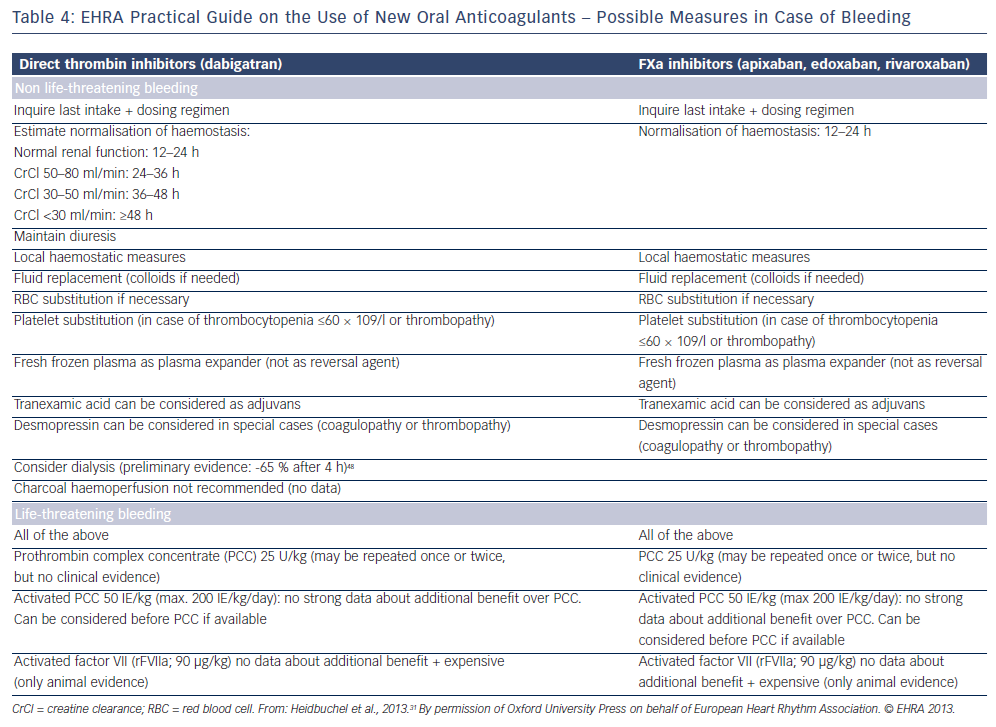 Table 4: EHRA Practical Guide on the Use of New Oral Anticoagulants – Possible Measures in Case of Bleeding
Direct thrombin inhibitors (dabigatran) FXa inhibitors (apixaban, edoxaban, rivaroxaban)
Non life-threatening bleeding
Inquire last intake + dosing regimen Inquire last intake + dosing regimen
Estimate normalisation of haemostasis: Normalisation of haemostasis: 12–24 h
Normal renal function: 12–24 h
CrCl 50–80 ml/min: 24–36 h
CrCl 30–50 ml/min: 36–48 h
CrCl <30 ml/min: ≥48 h
Maintain diuresis
Local haemostatic measures Local haemostatic measures
Fluid replacement (colloids if needed) Fluid replacement (colloids if needed)
RBC substitution if necessary RBC substitution if necessary
Platelet substitution (in case of thrombocytopenia ≤60 × 109/l or thrombopathy) Platelet substitution (in case of thrombocytopenia
≤60 × 109/l or thrombopathy)
Fresh frozen plasma as plasma expander (not as reversal agent) Fresh frozen plasma as plasma expander (not as reversal
agent)
Tranexamic acid can be considered as adjuvans Tranexamic acid can be considered as adjuvans
Desmopressin can be considered in special cases (coagulopathy or thrombopathy) Desmopressin can be considered in special cases
(coagulopathy or thrombopathy)
Consider dialysis (preliminary evidence: -65 % after 4 h)⁴⁸
Charcoal haemoperfusion not recommended (no data)
Life-threatening bleeding
All of the above All of the above
Prothrombin complex concentrate (PCC) 25 U/kg (may be repeated once or twice, PCC 25 U/kg (may be repeated once or twice, but no
but no clinical evidence) clinical evidence)
Activated PCC 50 IE/kg (max. 200 IE/kg/day): no strong data about additional benefit over PCC. Activated PCC 50 IE/kg (max 200 IE/kg/day): no strong
Can be considered before PCC if available data about additional benefit over PCC. Can be
considered before PCC if available
Activated factor VII (rFVIIa; 90 µg/kg) no data about additional benefit + expensive Activated factor VII (rFVIIa; 90 µg/kg) no data about
(only animal evidence) additional benefit + expensive (only animal evidence)
CrCl = creatine clearance; RBC = red blood cell. From: Heidbuchel et al., 2013.³¹ By permission of Oxford University Press on behalf of European Heart Rhythm Association. © EHRA 2013.